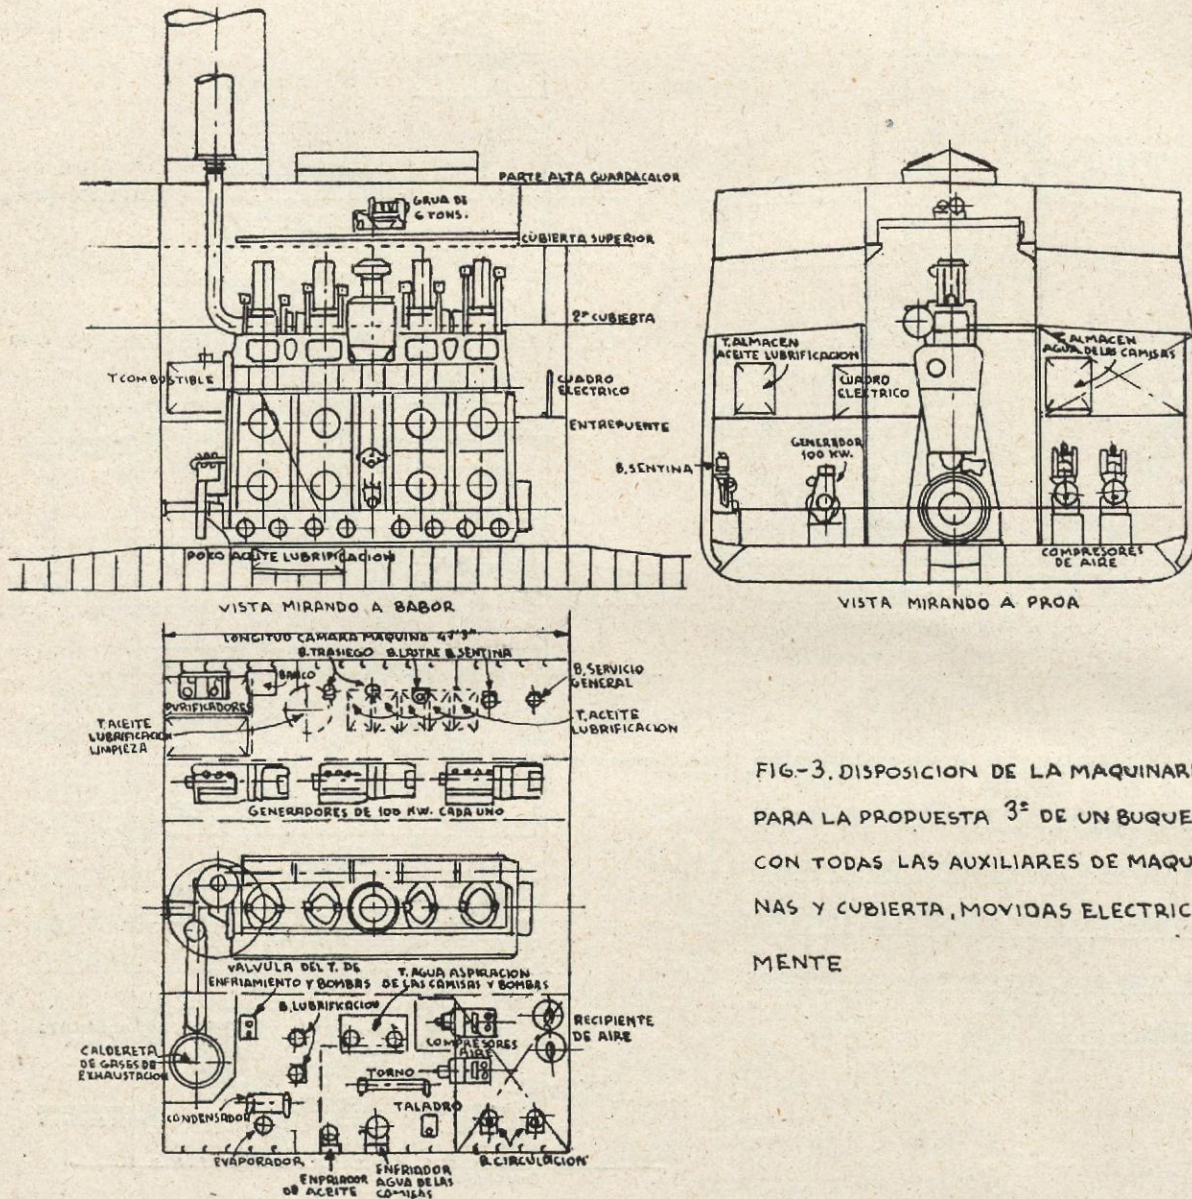 PARTE ALTA GUARDACALOR
GRUA DE
6 TONS.
CUBIERTA SUPERIOR
2ª CUBIERTA
T COMBUSTIBLE
CUADRO
ELECTRICO
ENTREPUENTE
POZO ACEITE LUBRIFICACION
VISTA MIRANDO A BABOR
T. ALMACEN
ACEITE LUBRIFICACION
T. ALMACEN
AGUA DE LAS CAMISAS
CUADRO
ELECTRICO
GENERADOR
100 KW.
B. SENTINA
COMPRESORES
DE AIRE
VISTA MIRANDO A PROA
LONGITUD CAMARA MAQUINA 47'3"
B. TRASIEGO B. LASTRE B. SENTINA
BANCO
B. SERVICIO
GENERAL
PURIFICADORES
T. ACEITE
LUBRIFICACION
LIMPIEZA
T. ACEITE
LUBRIFICACION
GENERADORES DE 100 KW. CADA UNO
VALVULA DEL T. DE
ENFRIAMIENTO Y BOMBAS
T. AGUA ASPIRACION
DE LAS CAMISAS Y BOMBAS
B. LUBRIFICACION
COMPRESORES
AIRE
RECIPIENTE
DE AIRE
CALDERETA
DE GASES DE
EXHAUSTACION
TORNO
TALADRO
CONDENSADOR
EVAPORADOR
ENFRIADOR
DE ACEITE
ENFRIADOR
AGUA DE LAS
CAMISAS
B. CIRCULACION
FIG.-3. DISPOSICION DE LA MAQUINARI
PARA LA PROPUESTA 3ª DE UN BUQUE
CON TODAS LAS AUXILIARES DE MAQUI
NAS Y CUBIERTA, MOVIDAS ELECTRIC
MENTE